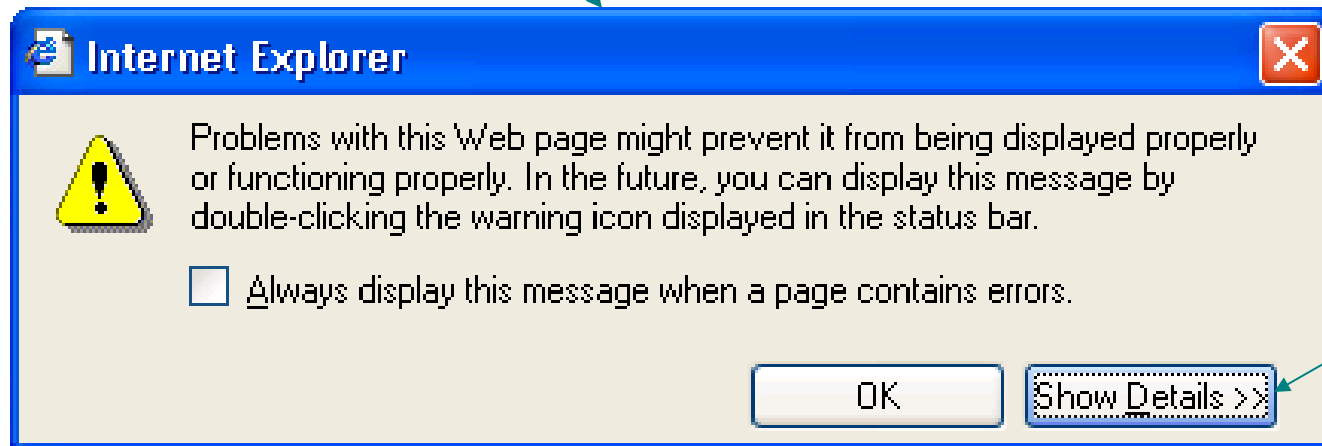 Internet Explorer
Problems with this Web page might prevent it from being displayed properly
or functioning properly. In the future, you can display this message by
double-clicking the warning icon displayed in the status bar.
Always display this message when a page contains errors.
OK
Show Details >>